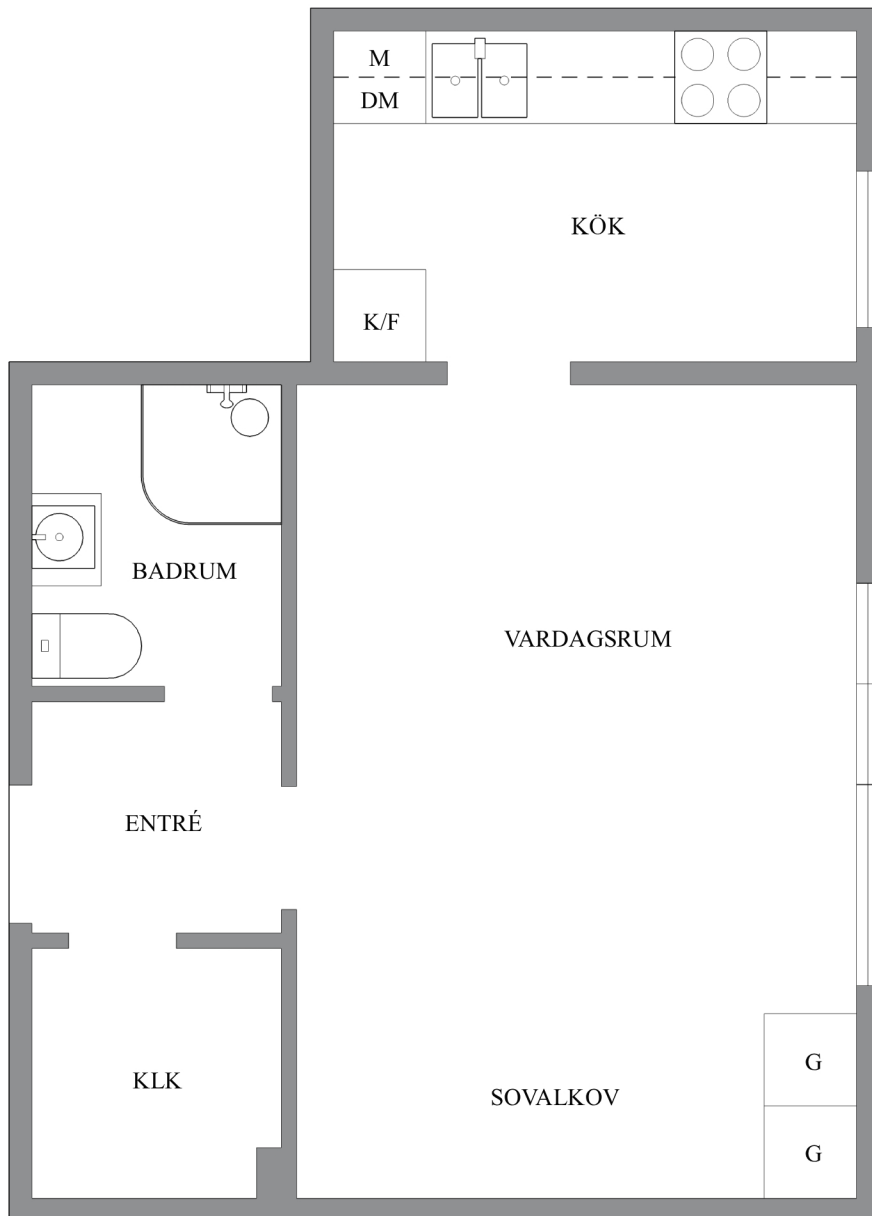 M
DM
KÖK
K/F
BADRUM
VARDAGSRUM
ENTRÉ
G
KLK
SOVALKOV
G